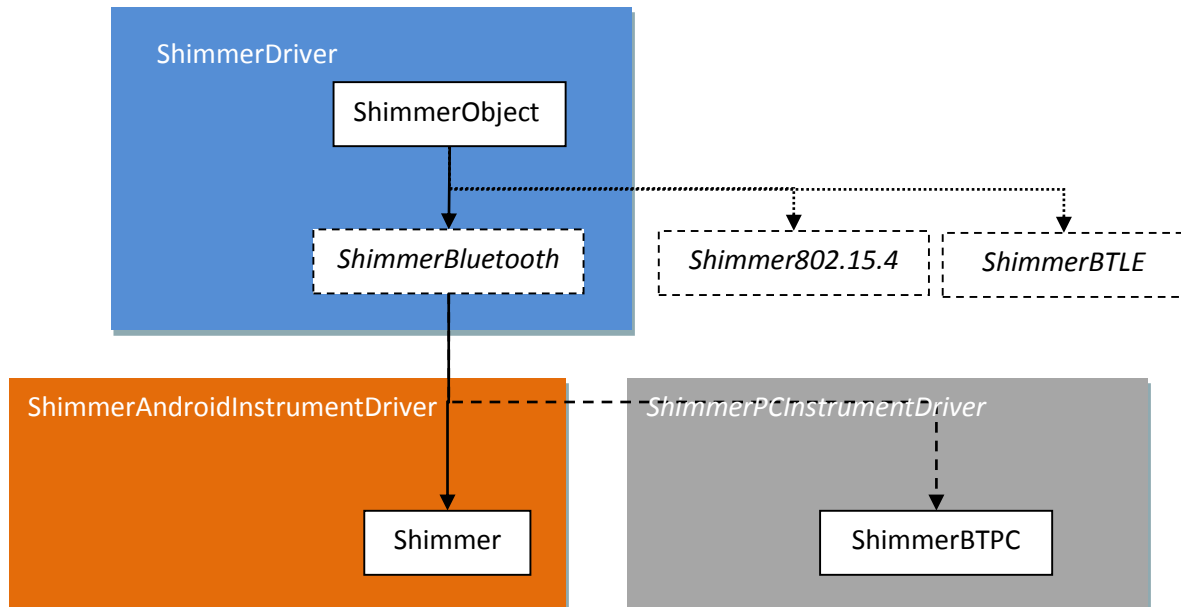 ShimmerDriver
ShimmerObject
ShimmerBluetooth
Shimmer802.15.4
ShimmerBTLE
ShimmerAndroidInstrumentDriver
ShimmerPCInstrumentDriver
Shimmer
ShimmerBTPC